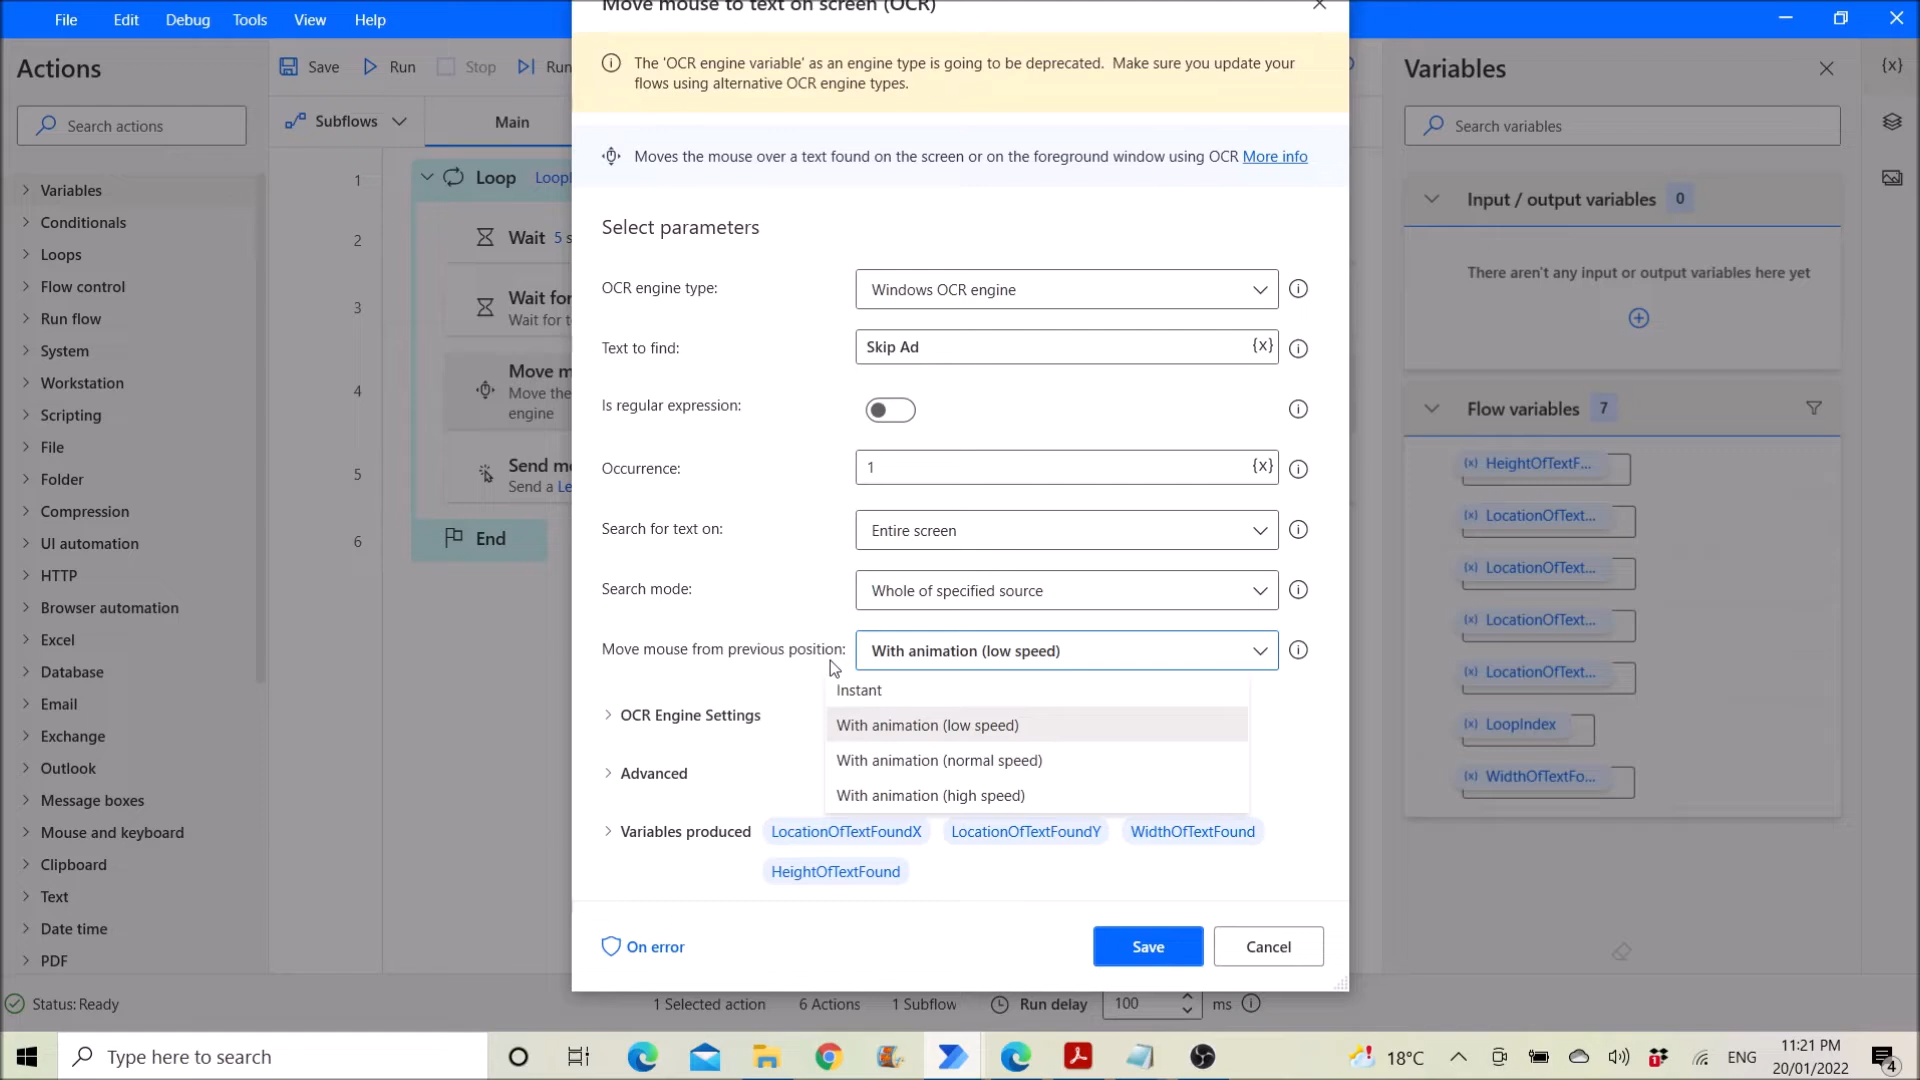 File Edit Debug Tools View Help
Actions
Search actions
Variables
Conditionals
Loops
Flow control
Run flow
System
Workstation
Scripting
File
Folder
Compression
UI automation
HTTP
Browser automation
Excel
Database
Email
Exchange
Outlook
Message boxes
Mouse and keyboard
Clipboard
Text
Date time
PDF
Save Run Stop Run
Subflows Main
1 Loop
2 Wait 5 s
3 Wait for
Wait for t
4 Move m
Move the
engine
5 Send m
Send a Le
6 End
Move mouse to text on screen (OCR)
The 'OCR engine variable' as an engine type is going to be deprecated. Make sure you update your
flows using alternative OCR engine types.
Moves the mouse over a text found on the screen or on the foreground window using OCR More info
Select parameters
OCR engine type: Windows OCR engine
Text to find: Skip Ad {x}
Is regular expression:
Occurrence: 1 {x}
Search for text on: Entire screen
Search mode: Whole of specified source
Move mouse from previous position: With animation (low speed)
Instant
With animation (low speed)
With animation (normal speed)
With animation (high speed)
OCR Engine Settings
Advanced
Variables produced LocationOfTextFoundX LocationOfTextFoundY WidthOfTextFound
HeightOfTextFound
On error Save Cancel
Variables
{x}
Search variables
Input / output variables 0
There aren't any input or output variables here yet
Flow variables 7
(x) HeightOfTextF...
(x) LocationOfText...
(x) LocationOfText...
(x) LocationOfText...
(x) LocationOfText...
(x) LoopIndex
(x) WidthOfTextFo...
Status: Ready 1 Selected action 6 Actions 1 Subflow Run delay 100 ms
Type here to search
18°C ENG 11:21 PM
20/01/2022
4